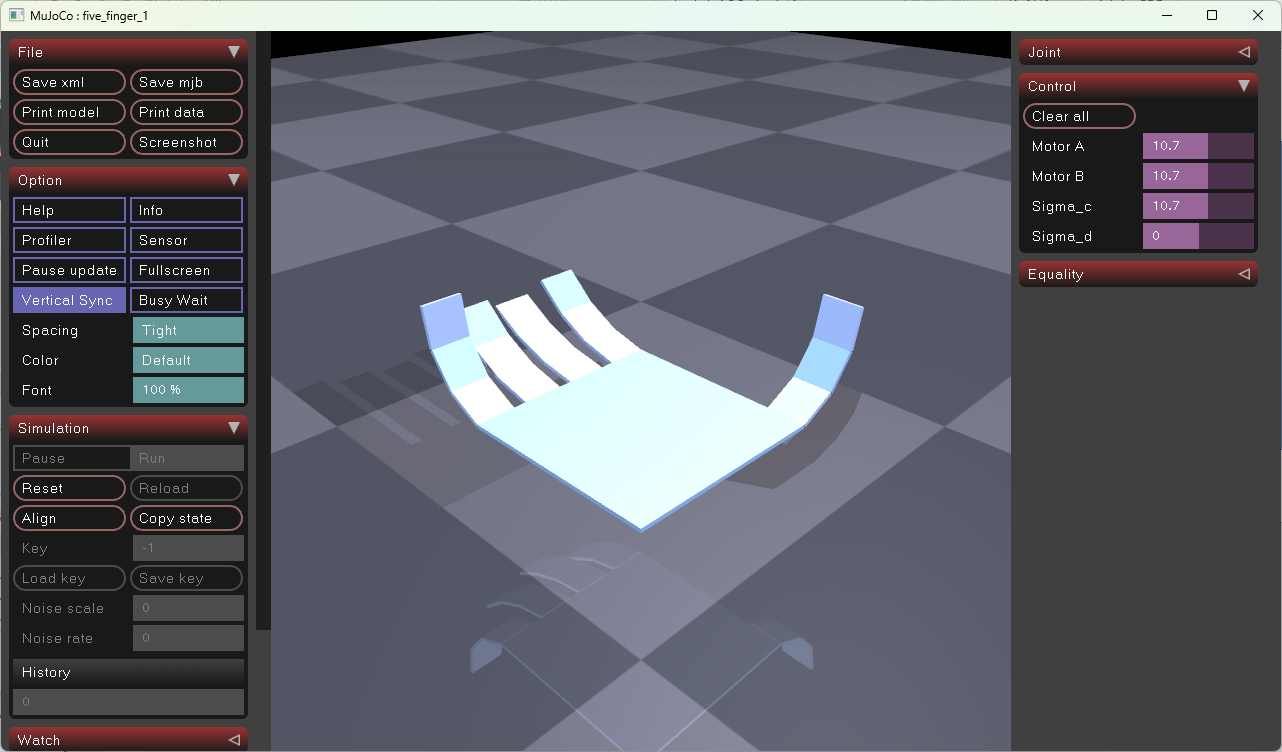 MuJoCo : five_finger_1
File
Save xml Save mjb
Print model Print data
Quit Screenshot
Option
Help Info
Profiler Sensor
Pause update Fullscreen
Vertical Sync Busy Wait
Spacing Tight
Color Default
Font 100 %
Simulation
Pause Run
Reset Reload
Align Copy state
Key -1
Load key Save key
Noise scale 0
Noise rate 0
History
0
Watch
Joint
Control
Clear all
Motor A 10.7
Motor B 10.7
Sigma_c 10.7
Sigma_d 0
Equality